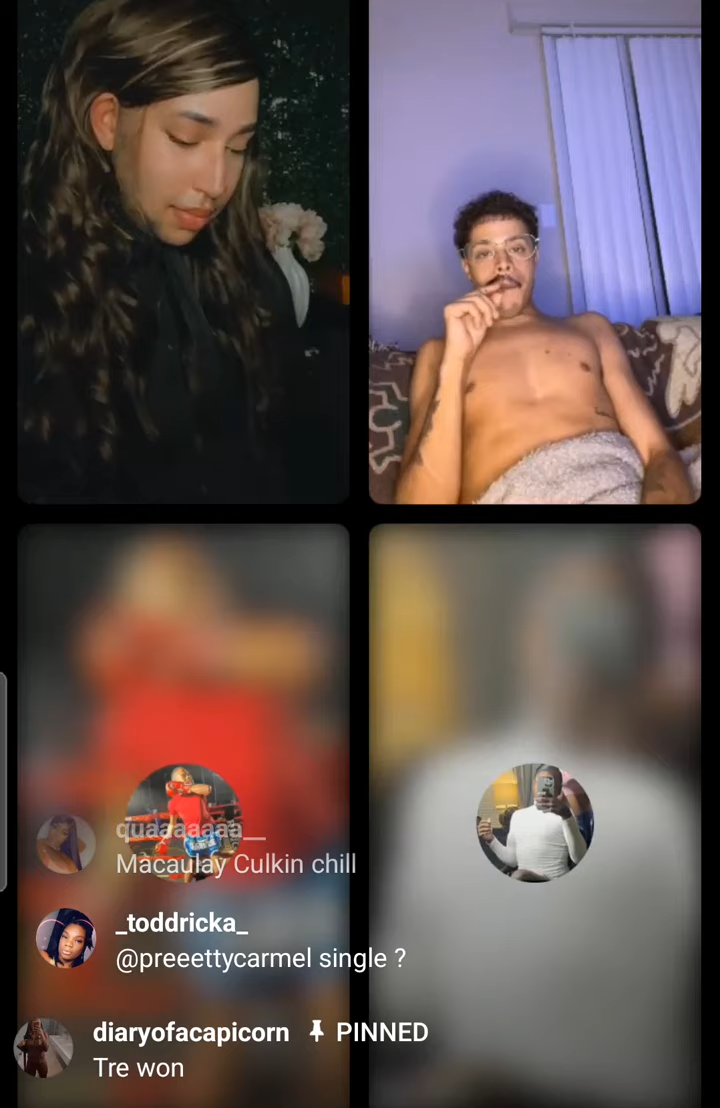 quaaaaaaa__
Macaulay Culkin chill
_toddricka_
@preeettycarmel single ?
diaryofacapicorn PINNED
Tre won